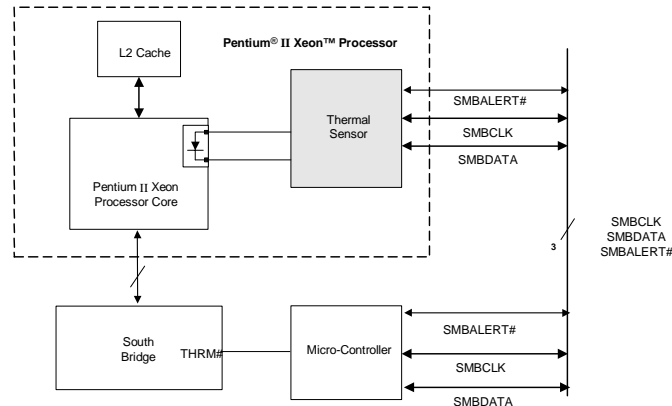 L2 Cache
Pentium® II Xeon™ Processor
Thermal
Sensor
SMBALERT#
SMBCLK
SMBDATA
Pentium II Xeon
Processor Core
3
SMBCLK
SMBDATA
SMBALERT#
South
Bridge
THRM#
Micro-Controller
SMBALERT#
SMBCLK
SMBDATA